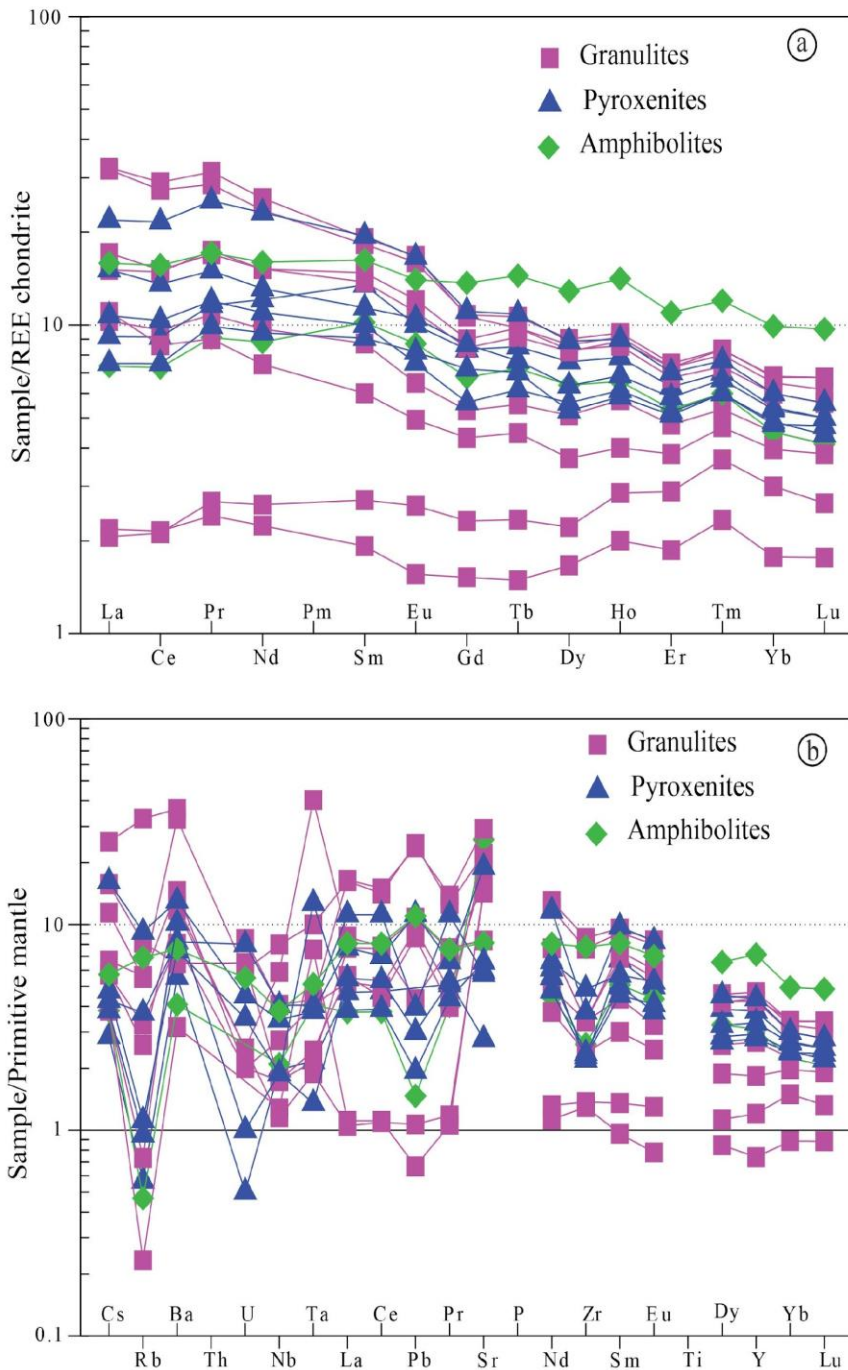 100
a
Granulites
Pyroxenites
Amphibolites
Sample/REE chondrite
10
1
La Pr Pm Eu Tb Ho Tm Lu
Ce Nd Sm Gd Dy Er Yb
100
b
Granulites
Pyroxenites
Amphibolites
Sample/Primitive mantle
10
1
0.1
Cs Ba U Ta Ce Pr P Zr Eu Dy Yb
Rb Th Nb La Pb Sr Nd Sm Ti Y Lu